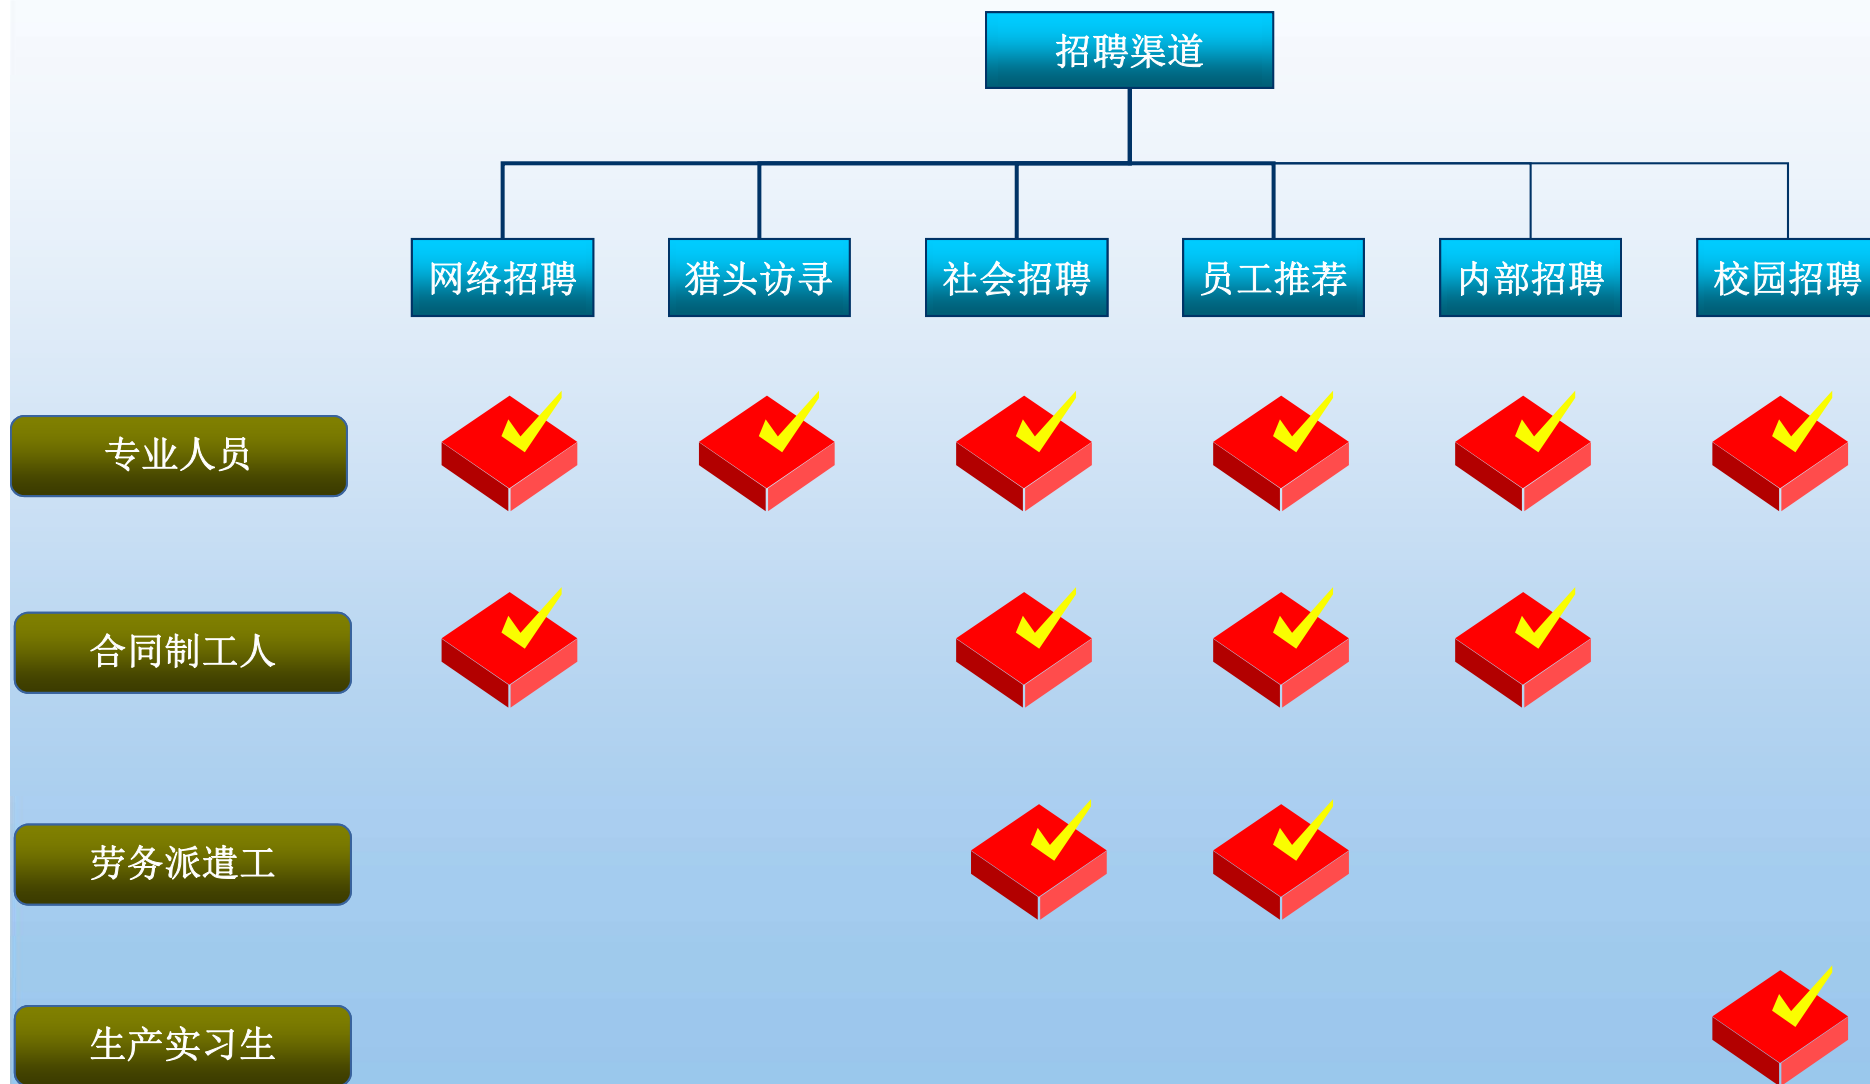 招聘渠道
网络招聘
猎头访寻
社会招聘
员工推荐
内部招聘
校园招聘
专业人员
合同制工人
劳务派遣工
生产实习生